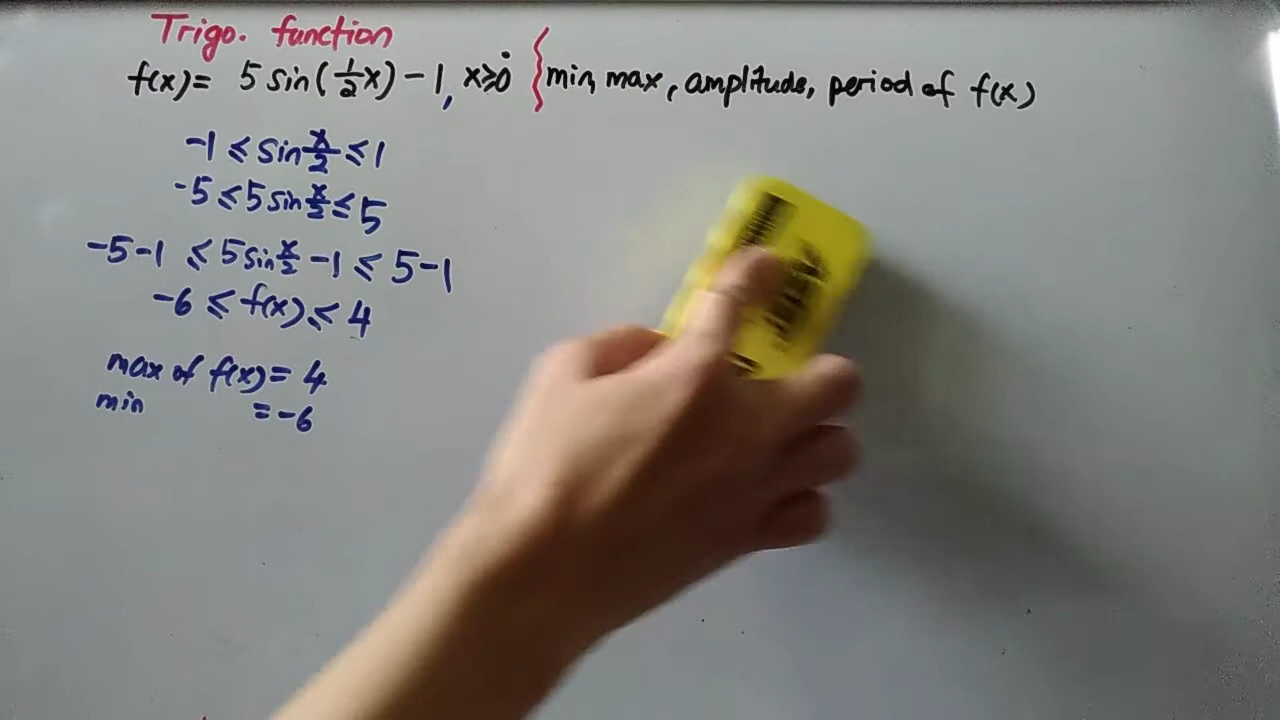 Trigo. function
f(x) = 5 sin(½x) − 1, x ≥ 0 { min, max, amplitude, period of f(x)
-1 ≤ sin x/2 ≤ 1
-5 ≤ 5 sin x/2 ≤ 5
-5-1 ≤ 5 sin x/2 - 1 ≤ 5-1
-6 ≤ f(x) ≤ 4
max of f(x) = 4
min = -6